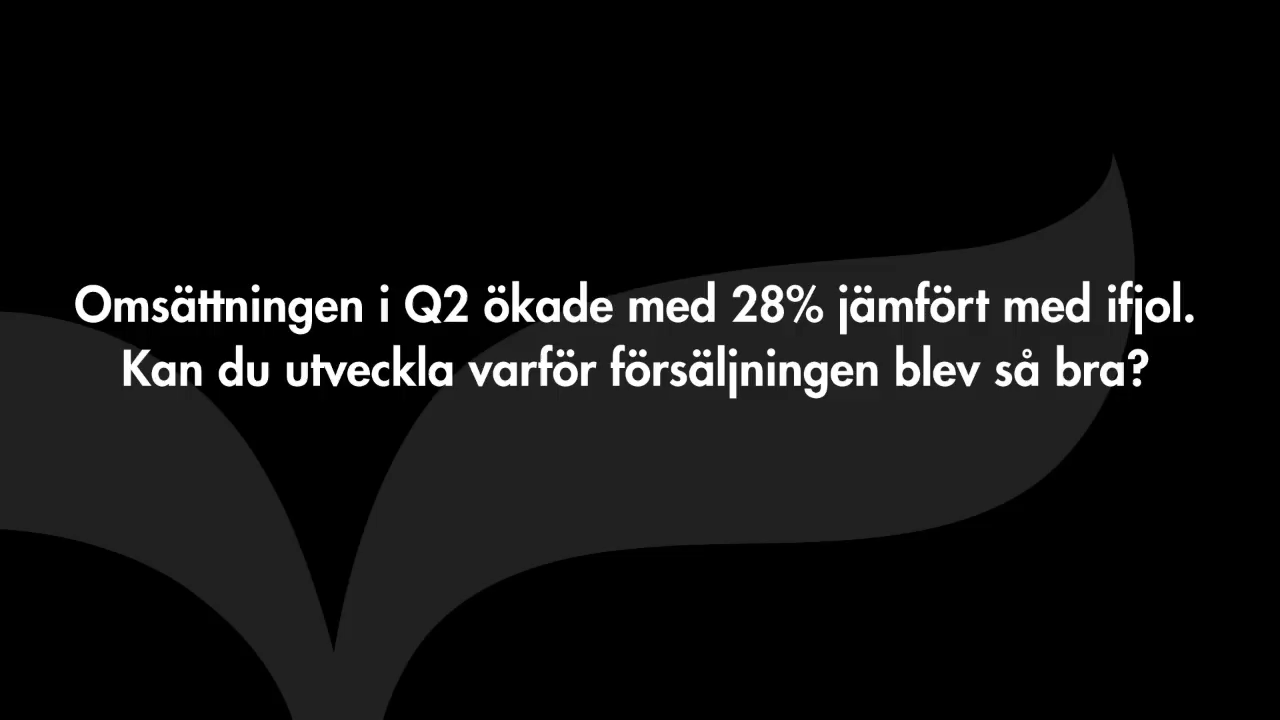 Omsättningen i Q2 ökade med 28% jämfört med ifjol.
Kan du utveckla varför försäljningen blev så bra?